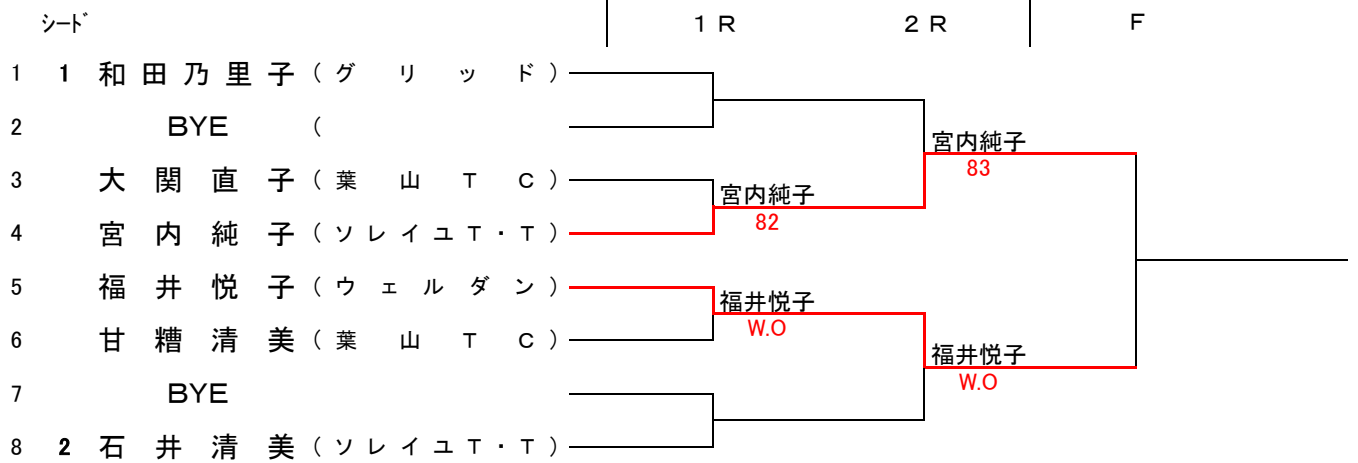 シード 1R 2R F
1 1 和田乃里子(グリッド)
2 BYE (
宮内純子
83
3 大関直子(葉山TC)
宮内純子
82
4 宮内純子(ソレイユT・T)
5 福井悦子(ウェルダン)
福井悦子
W.O
6 甘糟清美(葉山TC)
福井悦子
W.O
7 BYE
8 2 石井清美(ソレイユT・T)